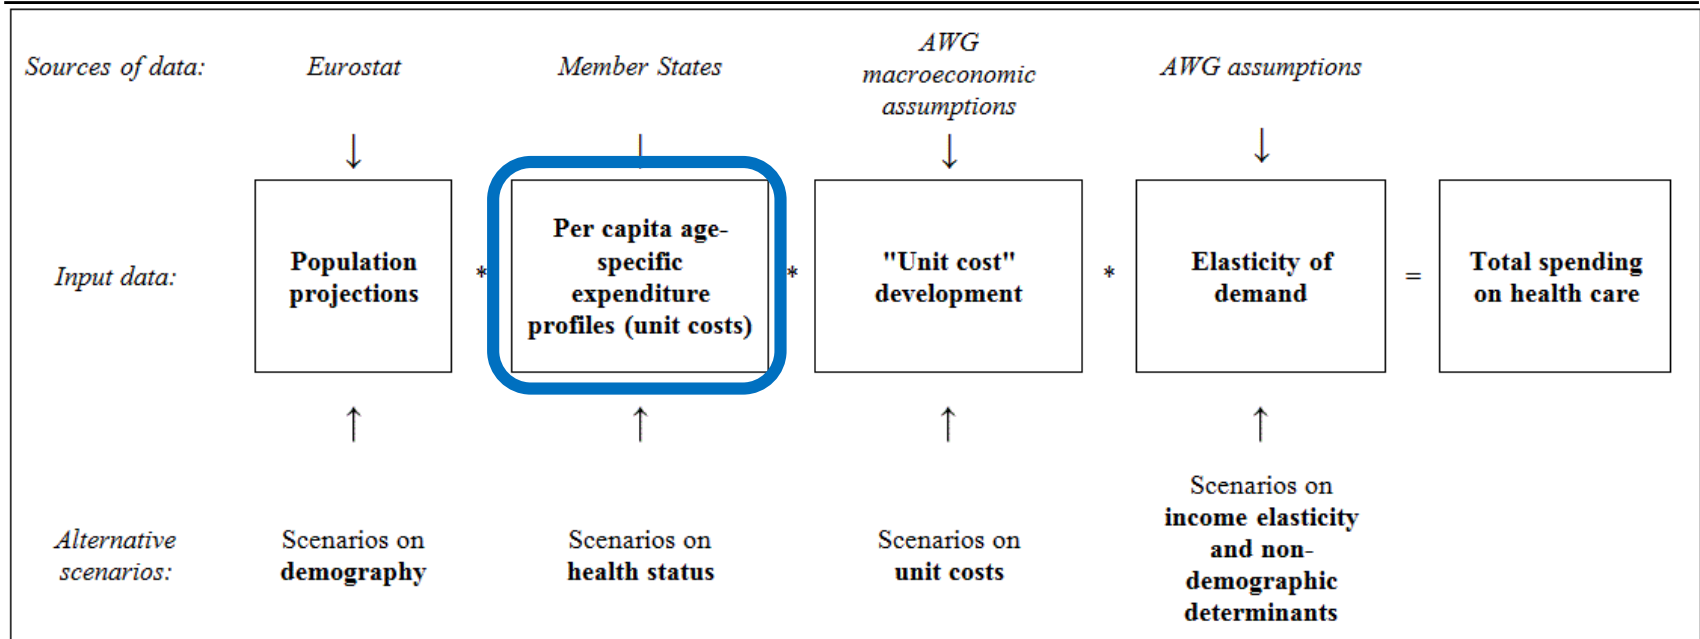 Sources of data:
Eurostat
Member States
AWG
macroeconomic
assumptions
AWG assumptions
↓
↓
↓
↓
Input data:
Population
projections
*
Per capita age-
specific
expenditure
profiles (unit costs)
*
"Unit cost"
development
*
Elasticity of
demand
=
Total spending
on health care
↑
↑
↑
↑
Alternative
scenarios:
Scenarios on
demography
Scenarios on
health status
Scenarios on
unit costs
Scenarios on
income elasticity
and non-
demographic
determinants